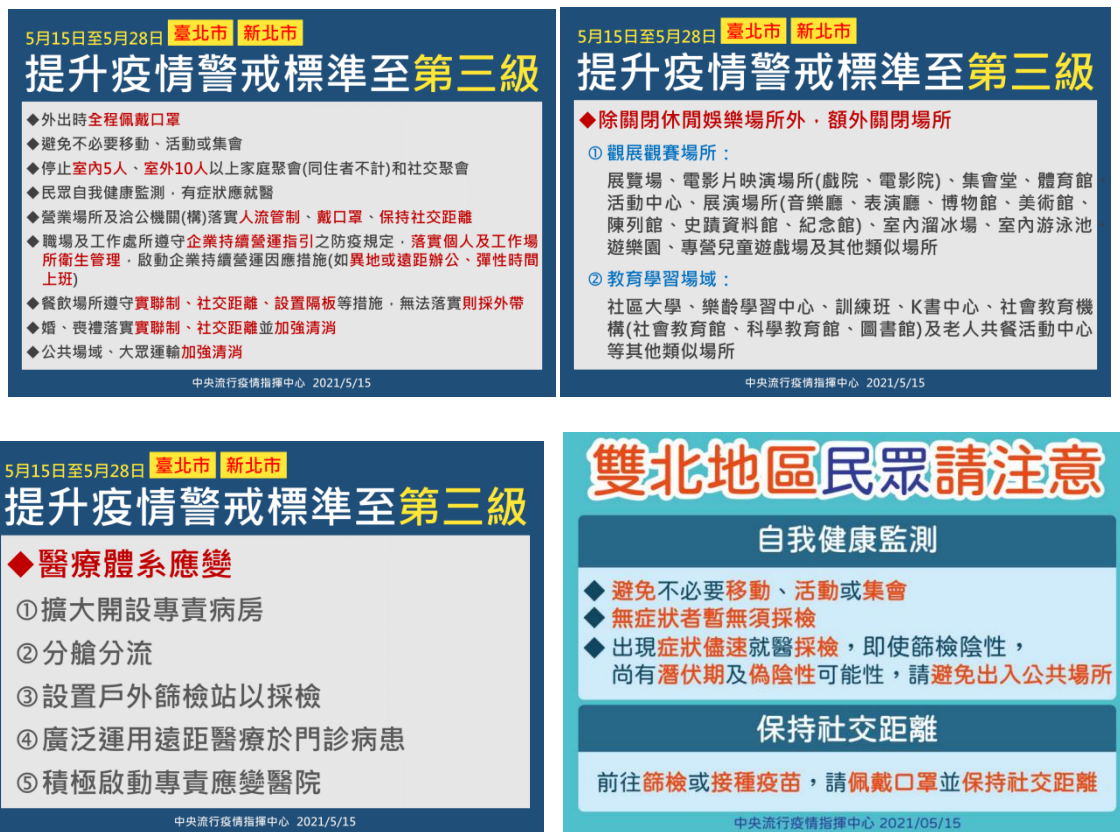 5月15日至5月28日 臺北市 新北市
提升疫情警戒標準至第三級
◆外出時全程佩戴口罩
◆避免不必要移動、活動或集會
◆停止室內5人、室外10人以上家庭聚會(同住者不計)和社交聚會
◆民眾自我健康監測，有症狀應就醫
◆營業場所及洽公機關(構)落實人流管制、戴口罩、保持社交距離
◆職場及工作處所遵守企業持續營運指引之防疫規定，落實個人及工作場
所衛生管理，啟動企業持續營運因應措施(如異地或遠距辦公、彈性時間
上班)
◆餐飲場所遵守實聯制、社交距離、設置隔板等措施，無法落實則採外帶
◆婚、喪禮落實實聯制、社交距離並加強清消
◆公共場域、大眾運輸加強清消
中央流行疫情指揮中心 2021/5/15
5月15日至5月28日 臺北市 新北市
提升疫情警戒標準至第三級
◆除關閉休閒娛樂場所外，額外關閉場所
① 觀展觀賽場所：
展覽場、電影片映演場所(戲院、電影院)、集會堂、體育館
活動中心、展演場所(音樂廳、表演廳、博物館、美術館、
陳列館、史蹟資料館、紀念館)、室內溜冰場、室內游泳池
遊樂園、專營兒童遊戲場及其他類似場所
② 教育學習場域：
社區大學、樂齡學習中心、訓練班、K書中心、社會教育機
構(社會教育館、科學教育館、圖書館)及老人共餐活動中心
等其他類似場所
中央流行疫情指揮中心 2021/5/15
5月15日至5月28日 臺北市 新北市
提升疫情警戒標準至第三級
◆醫療體系應變
①擴大開設專責病房
②分艙分流
③設置戶外篩檢站以採檢
④廣泛運用遠距醫療於門診病患
⑤積極啟動專責應變醫院
中央流行疫情指揮中心 2021/5/15
雙北地區民眾請注意
自我健康監測
◆ 避免不必要移動、活動或集會
◆ 無症狀者暫無須採檢
◆ 出現症狀儘速就醫採檢，即使篩檢陰性，
尚有潛伏期及偽陰性可能性，請避免出入公共場所
保持社交距離
前往篩檢或接種疫苗，請佩戴口罩並保持社交距離
中央流行疫情指揮中心 2021/05/15